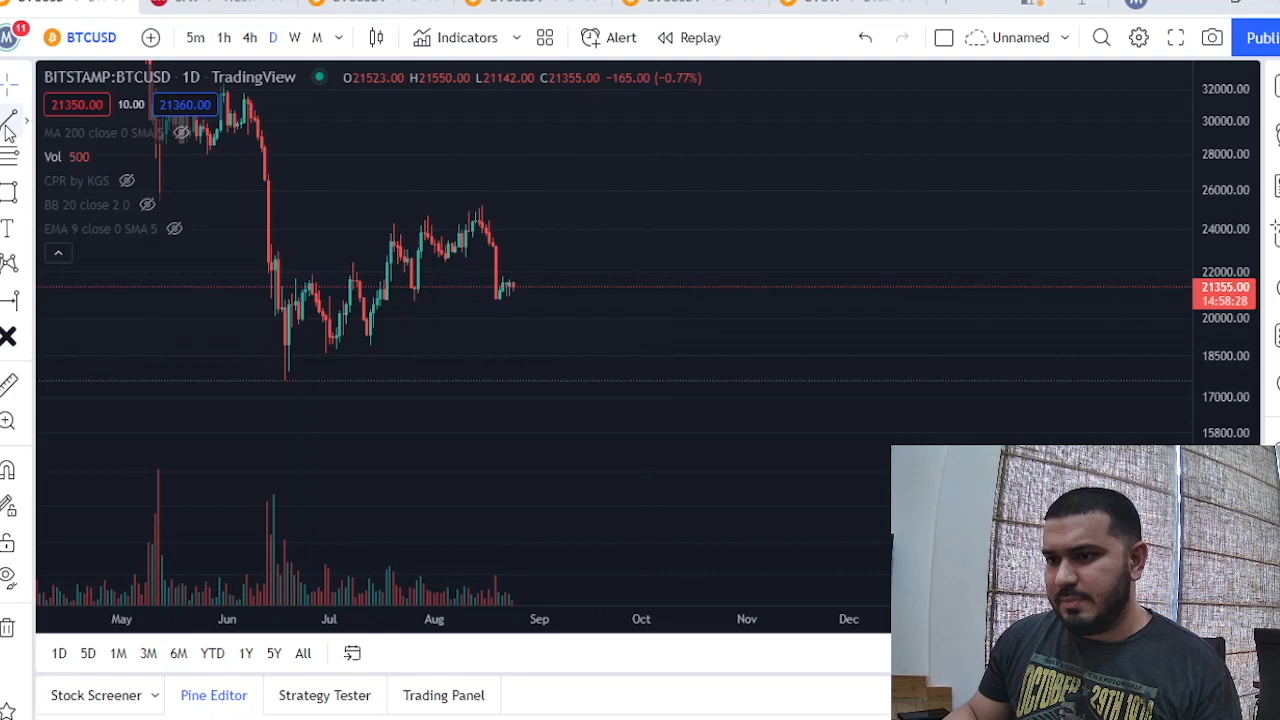 11
M BTCUSD 5m 1h 4h D W M Indicators Alert Replay Unnamed Publi
BITSTAMP:BTCUSD · 1D · TradingView O21523.00 H21550.00 L21142.00 C21355.00 −165.00 (−0.77%)
21350.00 10.00 21360.00
MA 200 close 0 SMA 5
Vol 500
CPR by KGS
BB 20 close 2 0
EMA 9 close 0 SMA 5
32000.00
30000.00
28000.00
26000.00
24000.00
22000.00
21355.00
14:58:28
20000.00
18500.00
17000.00
15800.00
May Jun Jul Aug Sep Oct Nov Dec
1D 5D 1M 3M 6M YTD 1Y 5Y All
Stock Screener Pine Editor Strategy Tester Trading Panel
CHAMPIONSHIP
OCTOBER 29TH